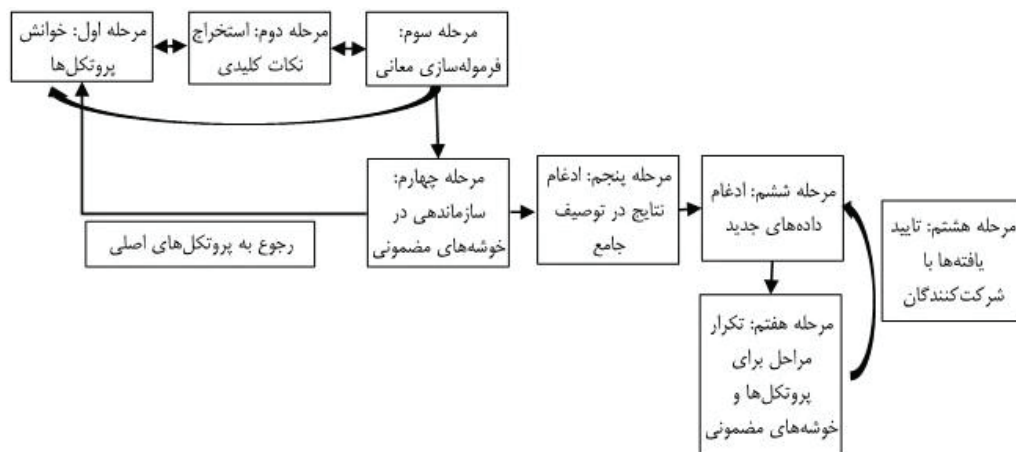 مرحله اول: خوانش
پروتکل‌ها
مرحله دوم: استخراج
نکات کلیدی
مرحله سوم:
فرموله‌سازی معانی
مرحله چهارم:
سازماندهی در
خوشه‌های مضمونی
رجوع به پروتکل‌های اصلی
مرحله پنجم: ادغام
نتایج در توصیف
جامع
مرحله ششم: ادغام
داده‌های جدید
مرحله هفتم: تکرار
مراحل برای
پروتکل‌ها و
خوشه‌های مضمونی
مرحله هشتم: تایید
یافته‌ها با
شرکت‌کنندگان